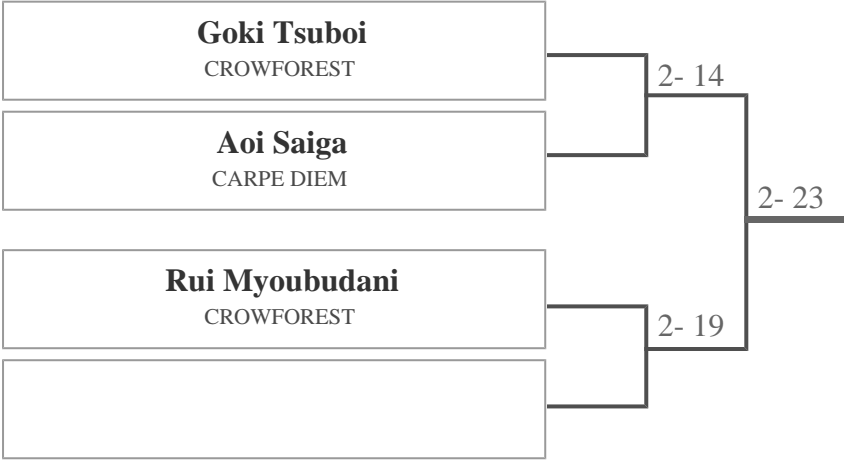 Goki Tsuboi
CROWFOREST
2- 14
Aoi Saiga
CARPE DIEM
2- 23
Rui Myoubudani
CROWFOREST
2- 19